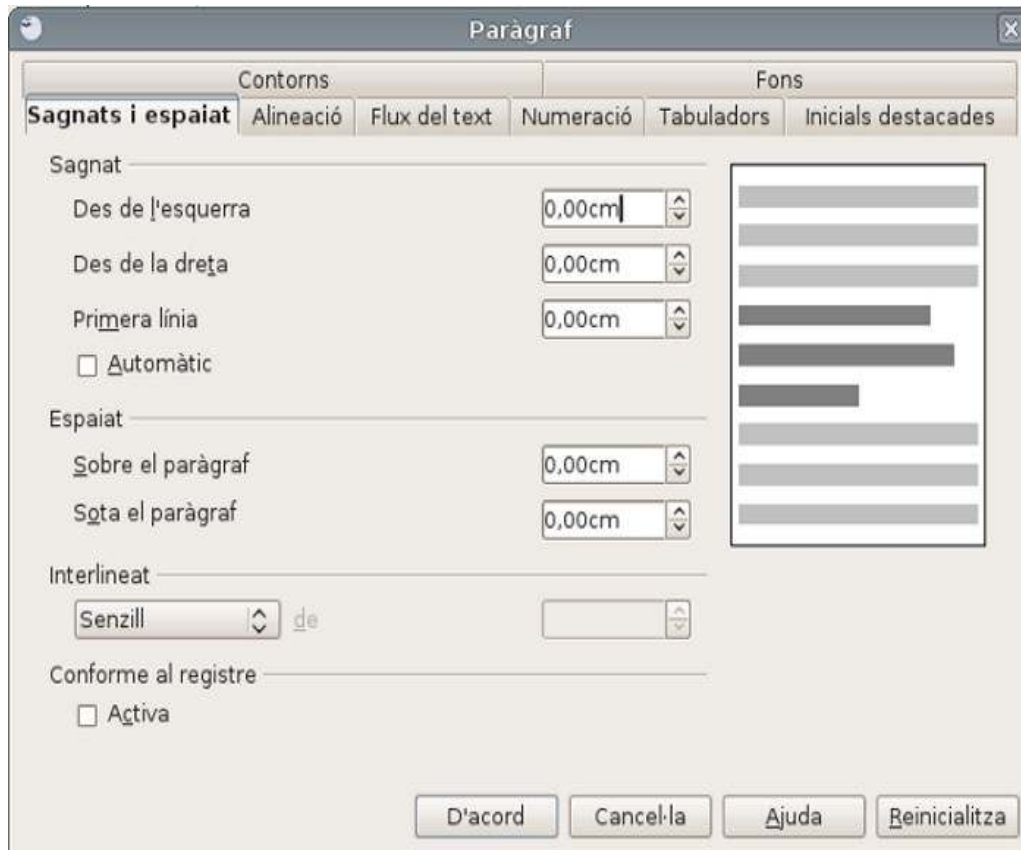 Paràgraf
Contorns Fons
Sagnats i espaiat Alineació Flux del text Numeració Tabuladors Inicials destacades
Sagnat
Des de l'esquerra 0,00cm
Des de la dreta 0,00cm
Primera línia 0,00cm
Automàtic
Espaiat
Sobre el paràgraf 0,00cm
Sota el paràgraf 0,00cm
Interlineat
Senzill de
Conforme al registre
Activa
D'acord Cancel·la Ajuda Reinicialitza